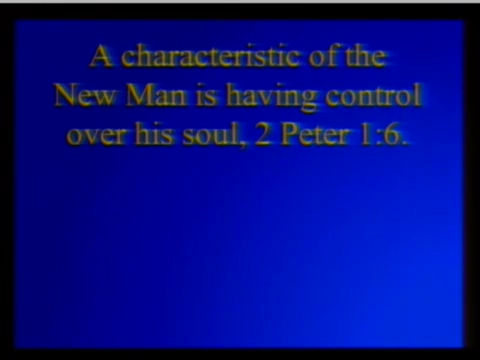 A characteristic of the
New Man is having control
over his soul, 2 Peter 1:6.